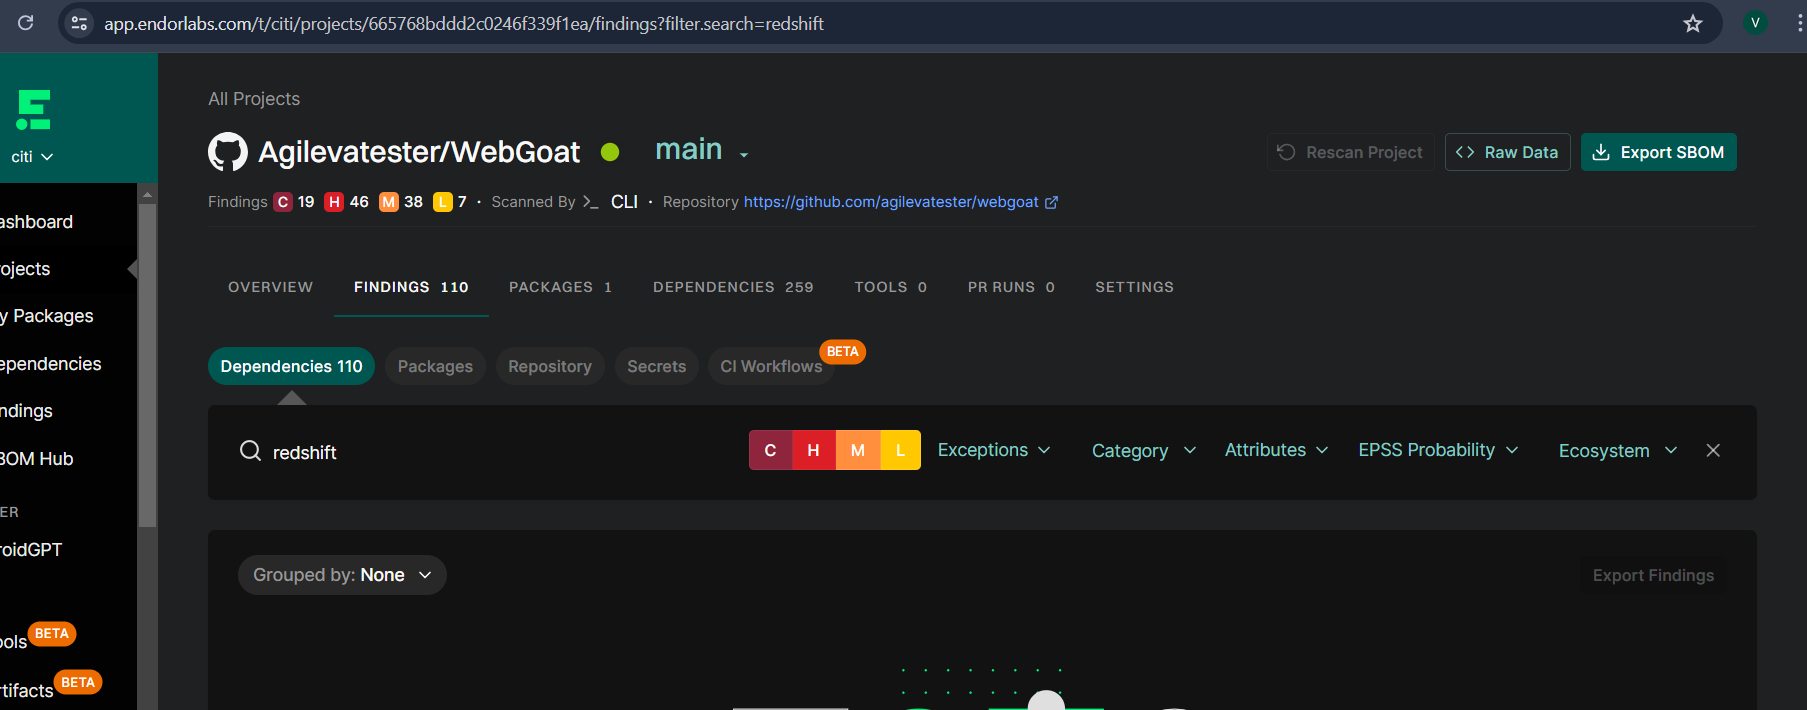 app.endorlabs.com/t/citi/projects/665768bddd2c0246f339f1ea/findings?filter.search=redshift
V
citi
ashboard
ojects
y Packages
ependencies
ndings
BOM Hub
ER
roidGPT
ols BETA
rtifacts BETA
All Projects
Agilevatester/WebGoat main
Rescan Project
Raw Data
Export SBOM
Findings C 19 H 46 M 38 L 7 · Scanned By >_ CLI · Repository https://github.com/agilevatester/webgoat
OVERVIEW FINDINGS 110 PACKAGES 1 DEPENDENCIES 259 TOOLS 0 PR RUNS 0 SETTINGS
Dependencies 110 Packages Repository Secrets CI Workflows BETA
redshift C H M L Exceptions Category Attributes EPSS Probability Ecosystem
Grouped by: None Export Findings